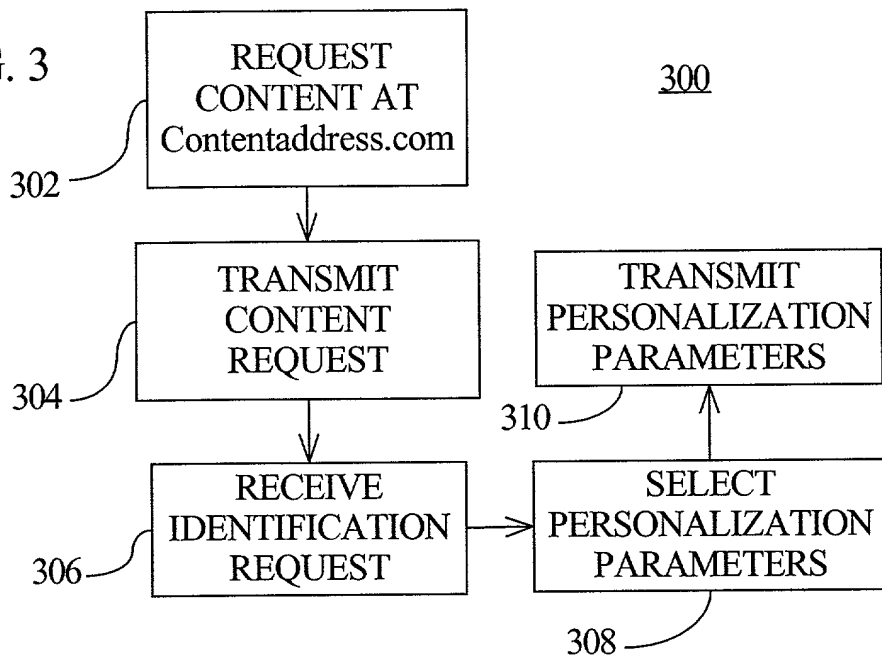 G. 3
300
REQUEST
CONTENT AT
Contentaddress.com
302
TRANSMIT
CONTENT
REQUEST
304
RECEIVE
IDENTIFICATION
REQUEST
306
SELECT
PERSONALIZATION
PARAMETERS
308
TRANSMIT
PERSONALIZATION
PARAMETERS
310